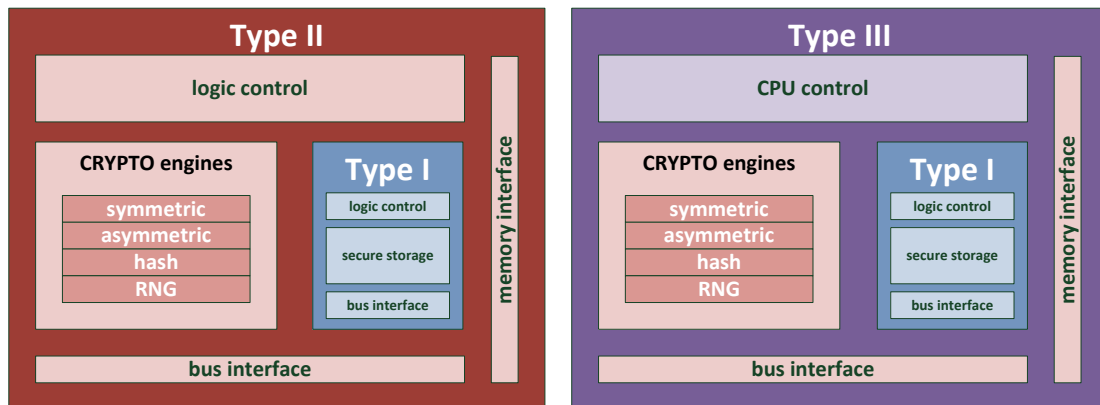 Type II
logic control
CRYPTO engines
symmetric
asymmetric
hash
RNG
Type I
logic control
secure storage
bus interface
bus interface
memory interface
Type III
CPU control
CRYPTO engines
symmetric
asymmetric
hash
RNG
Type I
logic control
secure storage
bus interface
bus interface
memory interface